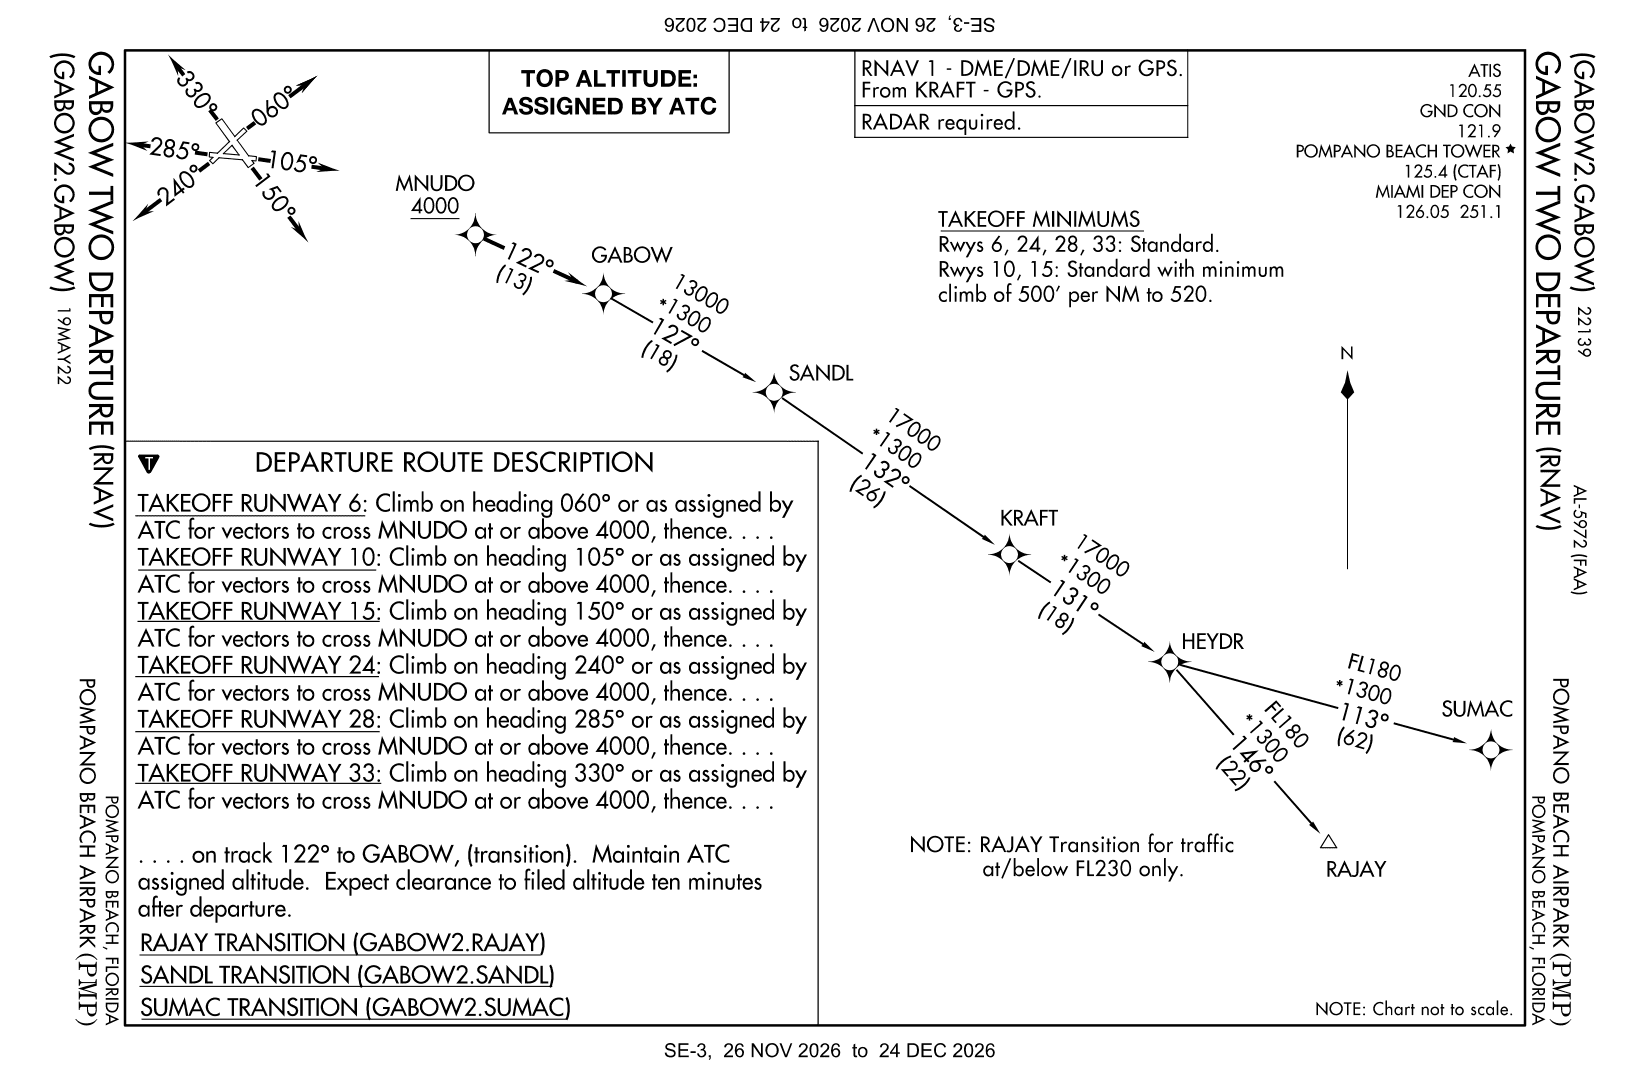 SE-3, 26 NOV 2026 to 24 DEC 2026
GABOW TWO DEPARTURE (RNAV)
(GABOW2.GABOW) 19MAY22
POMPANO BEACH AIRPARK (PMP)
POMPANO BEACH, FLORIDA
330°
060°
285°
105°
240°
150°
TOP ALTITUDE:
ASSIGNED BY ATC
RNAV 1 - DME/DME/IRU or GPS.
From KRAFT - GPS.
RADAR required.
ATIS
120.55
GND CON
121.9
POMPANO BEACH TOWER ★
125.4 (CTAF)
MIAMI DEP CON
126.05 251.1
TAKEOFF MINIMUMS
Rwys 6, 24, 28, 33: Standard.
Rwys 10, 15: Standard with minimum
climb of 500′ per NM to 520.
MNUDO
4000
122°
(13)
GABOW
13000
*1300
127°
(18)
SANDL
17000
*1300
132°
(26)
KRAFT
17000
*1300
131°
(18)
HEYDR
FL180
*1300
113°
(62)
SUMAC
FL180
*1300
146°
(22)
RAJAY
N
NOTE: RAJAY Transition for traffic
at/below FL230 only.
T
DEPARTURE ROUTE DESCRIPTION
TAKEOFF RUNWAY 6: Climb on heading 060° or as assigned by
ATC for vectors to cross MNUDO at or above 4000, thence. . . .
TAKEOFF RUNWAY 10: Climb on heading 105° or as assigned by
ATC for vectors to cross MNUDO at or above 4000, thence. . . .
TAKEOFF RUNWAY 15: Climb on heading 150° or as assigned by
ATC for vectors to cross MNUDO at or above 4000, thence. . . .
TAKEOFF RUNWAY 24: Climb on heading 240° or as assigned by
ATC for vectors to cross MNUDO at or above 4000, thence. . . .
TAKEOFF RUNWAY 28: Climb on heading 285° or as assigned by
ATC for vectors to cross MNUDO at or above 4000, thence. . . .
TAKEOFF RUNWAY 33: Climb on heading 330° or as assigned by
ATC for vectors to cross MNUDO at or above 4000, thence. . . .
. . . . on track 122° to GABOW, (transition). Maintain ATC
assigned altitude. Expect clearance to filed altitude ten minutes
after departure.
RAJAY TRANSITION (GABOW2.RAJAY)
SANDL TRANSITION (GABOW2.SANDL)
SUMAC TRANSITION (GABOW2.SUMAC)
NOTE: Chart not to scale.
(GABOW2.GABOW) 22139
GABOW TWO DEPARTURE (RNAV)
AL-5972 (FAA)
POMPANO BEACH AIRPARK (PMP)
POMPANO BEACH, FLORIDA
SE-3, 26 NOV 2026 to 24 DEC 2026